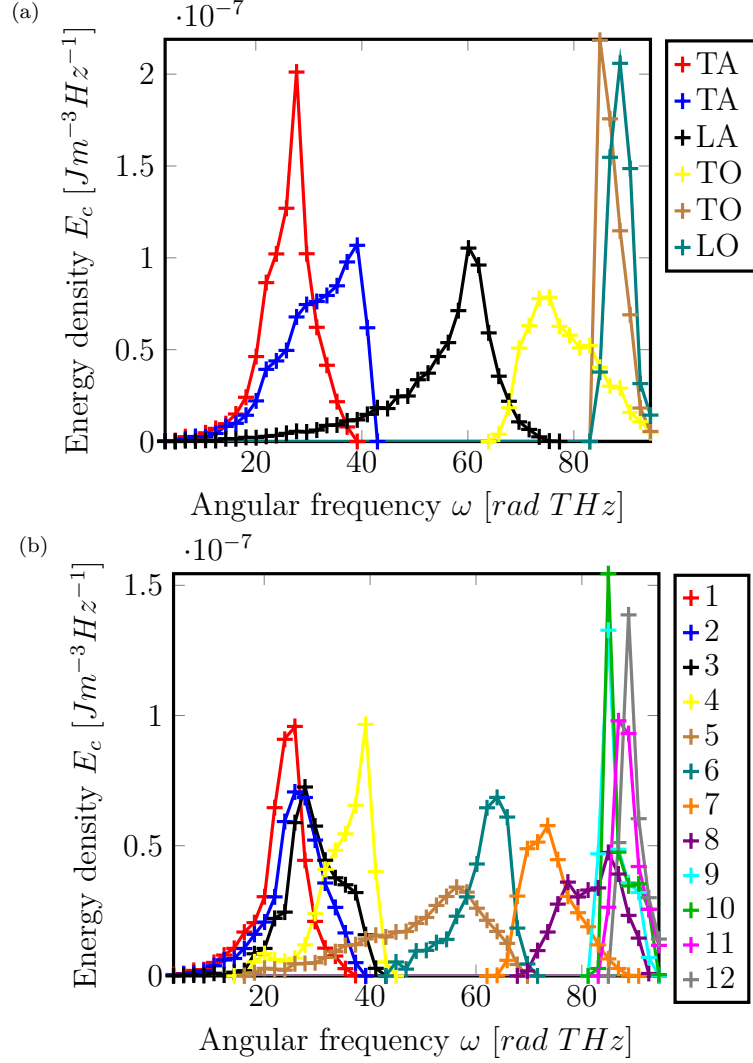 (a)
·10⁻⁷
2
1.5
1
0.5
0
20
40
60
80
Energy density E_c [Jm⁻³Hz⁻¹]
Angular frequency ω [rad THz]
TA
TA
LA
TO
TO
LO
(b)
·10⁻⁷
1.5
1
0.5
0
20
40
60
80
Energy density E_c [Jm⁻³Hz⁻¹]
Angular frequency ω [rad THz]
1
2
3
4
5
6
7
8
9
10
11
12